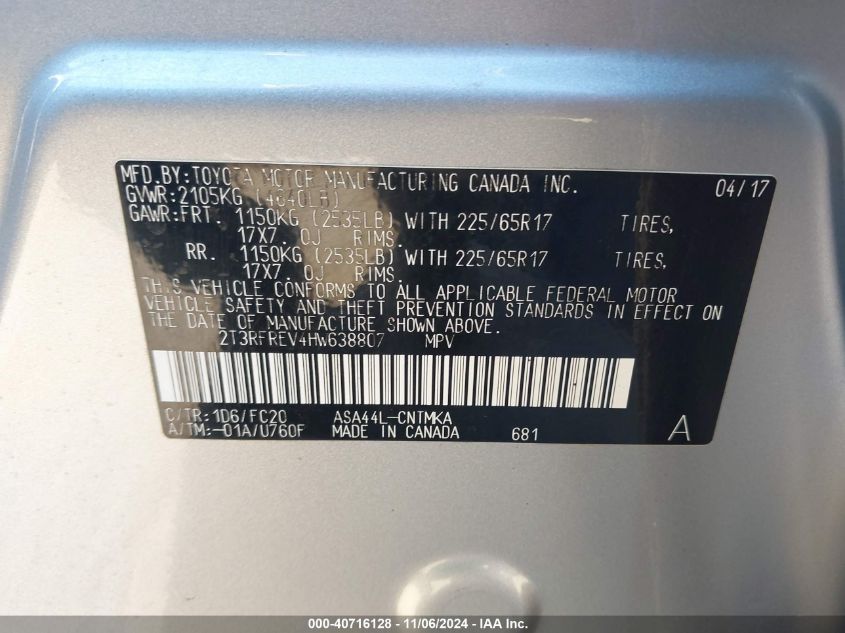 MFD.BY:TOYOTA MOTOR MANUFACTURING CANADA INC. 04/17
GVWR:2105KG (4640LB)
GAWR:FRT. 1150KG (2535LB) WITH 225/65R17 TIRES,
17X7.0J RIMS.
RR. 1150KG (2535LB) WITH 225/65R17 TIRES,
17X7.0J RIMS.
THIS VEHICLE CONFORMS TO ALL APPLICABLE FEDERAL MOTOR
VEHICLE SAFETY AND THEFT PREVENTION STANDARDS IN EFFECT ON
THE DATE OF MANUFACTURE SHOWN ABOVE.
2T3RFREV4HW638807 MPV
C/TR:1D6/FC20 ASA44L-CNTMKA
A/TM:-01A/U760F MADE IN CANADA 681 A
000-40716128 - 11/06/2024 - IAA Inc.